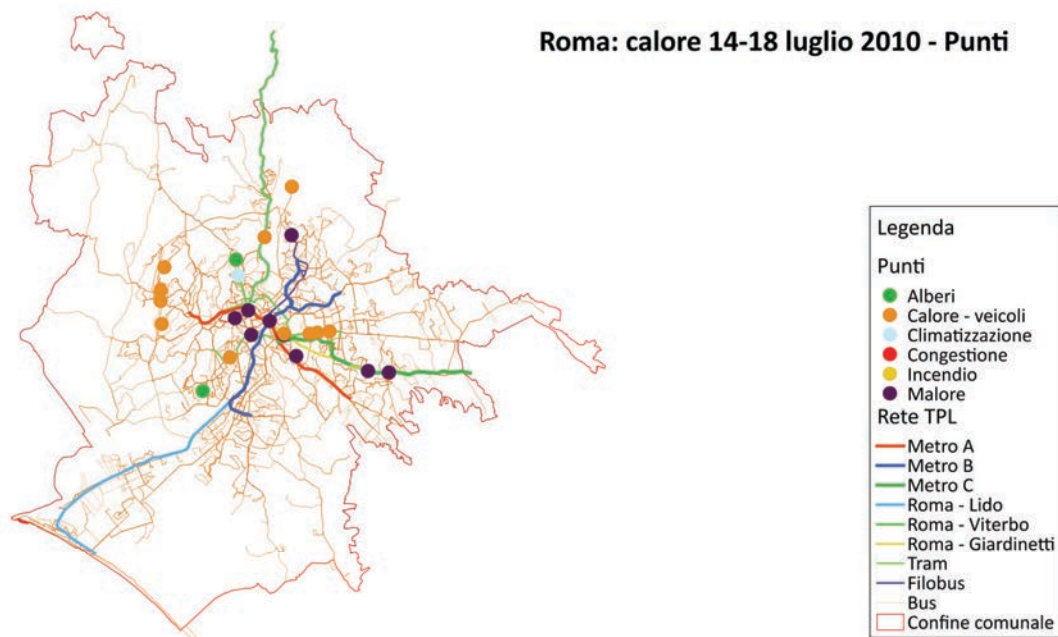 Roma: calore 14-18 luglio 2010 - Punti
Legenda
Punti
Alberi
Calore - veicoli
Climatizzazione
Congestione
Incendio
Malore
Rete TPL
Metro A
Metro B
Metro C
Roma - Lido
Roma - Viterbo
Roma - Giardinetti
Tram
Filobus
Bus
Confine comunale